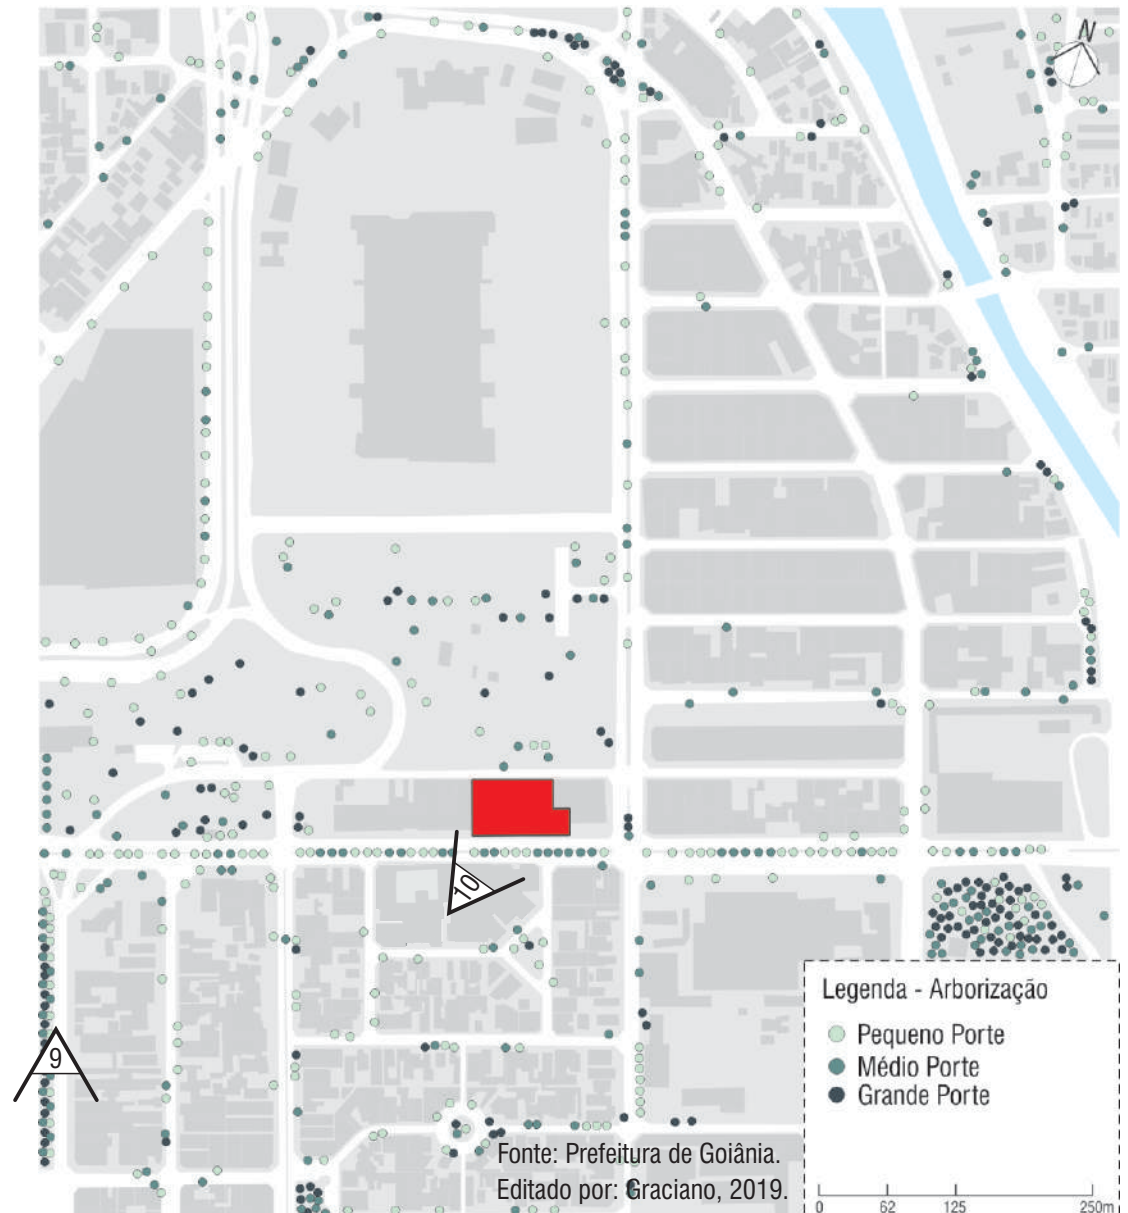 N
10
9
Legenda - Arborização
Pequeno Porte
Médio Porte
Grande Porte
Fonte: Prefeitura de Goiânia.
Editado por: Graciano, 2019.
0 62 125 250m